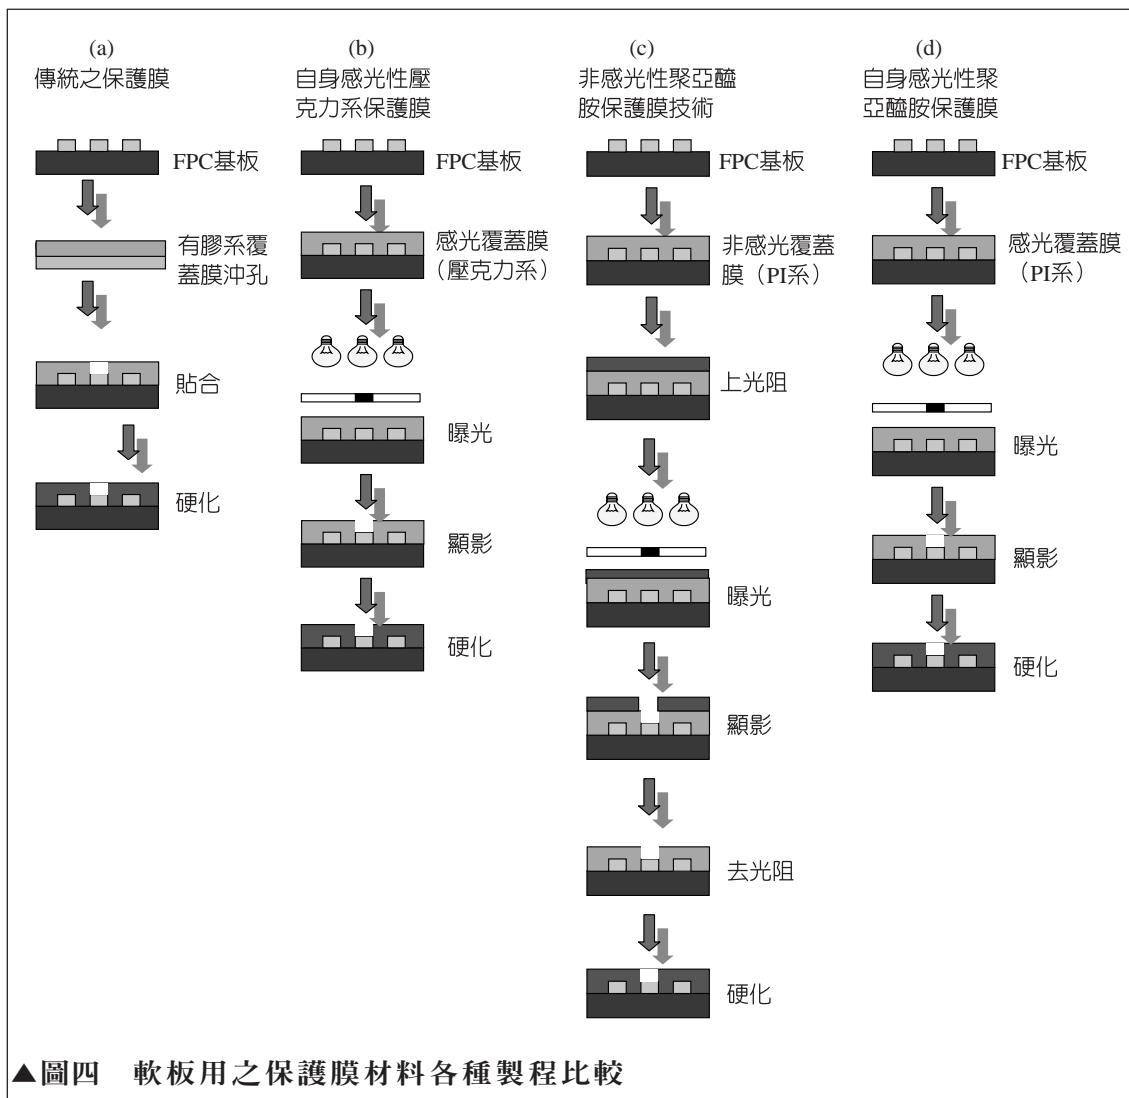 (a)
傳統之保護膜
FPC基板
有膠系覆
蓋膜沖孔
貼合
硬化
(b)
自身感光性壓
克力系保護膜
FPC基板
感光覆蓋膜
（壓克力系）
曝光
顯影
硬化
(c)
非感光性聚亞醯
胺保護膜技術
FPC基板
非感光覆蓋
膜（PI系）
上光阻
曝光
顯影
去光阻
硬化
(d)
自身感光性聚
亞醯胺保護膜
FPC基板
感光覆蓋膜
（PI系）
曝光
顯影
硬化
▲圖四　軟板用之保護膜材料各種製程比較